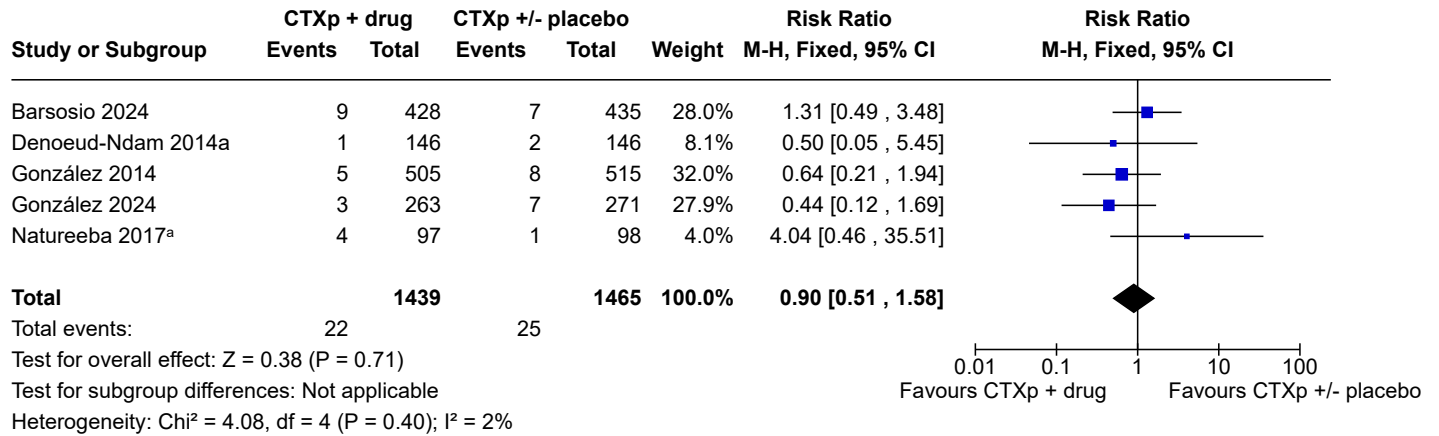 CTXp + drug CTXp +/- placebo Risk Ratio Risk Ratio
Study or Subgroup Events Total Events Total Weight M-H, Fixed, 95% CI M-H, Fixed, 95% CI
Barsosio 2024 9 428 7 435 28.0% 1.31 [0.49 , 3.48]
Denoeud-Ndam 2014a 1 146 2 146 8.1% 0.50 [0.05 , 5.45]
González 2014 5 505 8 515 32.0% 0.64 [0.21 , 1.94]
González 2024 3 263 7 271 27.9% 0.44 [0.12 , 1.69]
Natureeba 2017ᵃ 4 97 1 98 4.0% 4.04 [0.46 , 35.51]
Total 1439 1465 100.0% 0.90 [0.51 , 1.58]
Total events: 22 25
Test for overall effect: Z = 0.38 (P = 0.71)
0.01 0.1 1 10 100
Test for subgroup differences: Not applicable
Favours CTXp + drug Favours CTXp +/- placebo
Heterogeneity: Chi² = 4.08, df = 4 (P = 0.40); I² = 2%